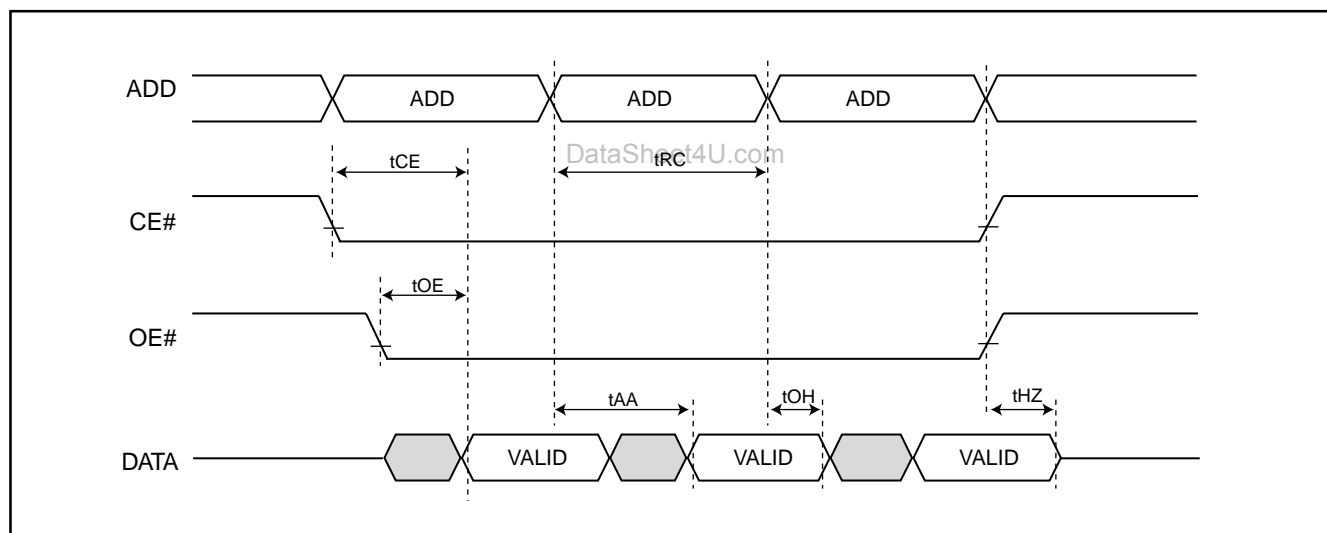 ADD ADD ADD ADD
DataSheet4U.com
tCE tRC
CE#
tOE
OE#
tAA tOH tHZ
DATA VALID VALID VALID